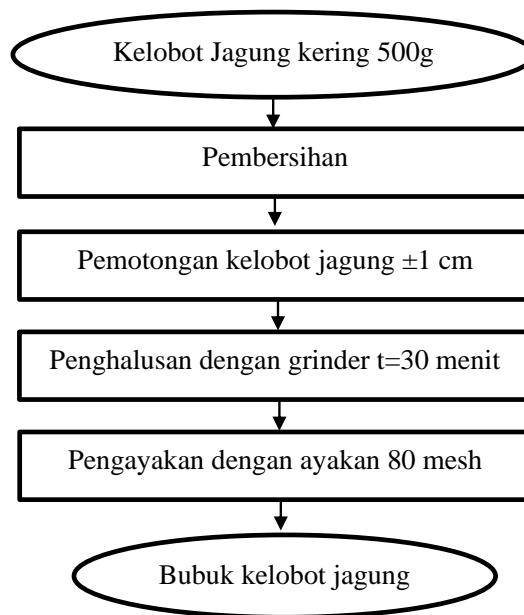 Kelobot Jagung kering 500g
Pembersihan
Pemotongan kelobot jagung ±1 cm
Penghalusan dengan grinder t=30 menit
Pengayakan dengan ayakan 80 mesh
Bubuk kelobot jagung